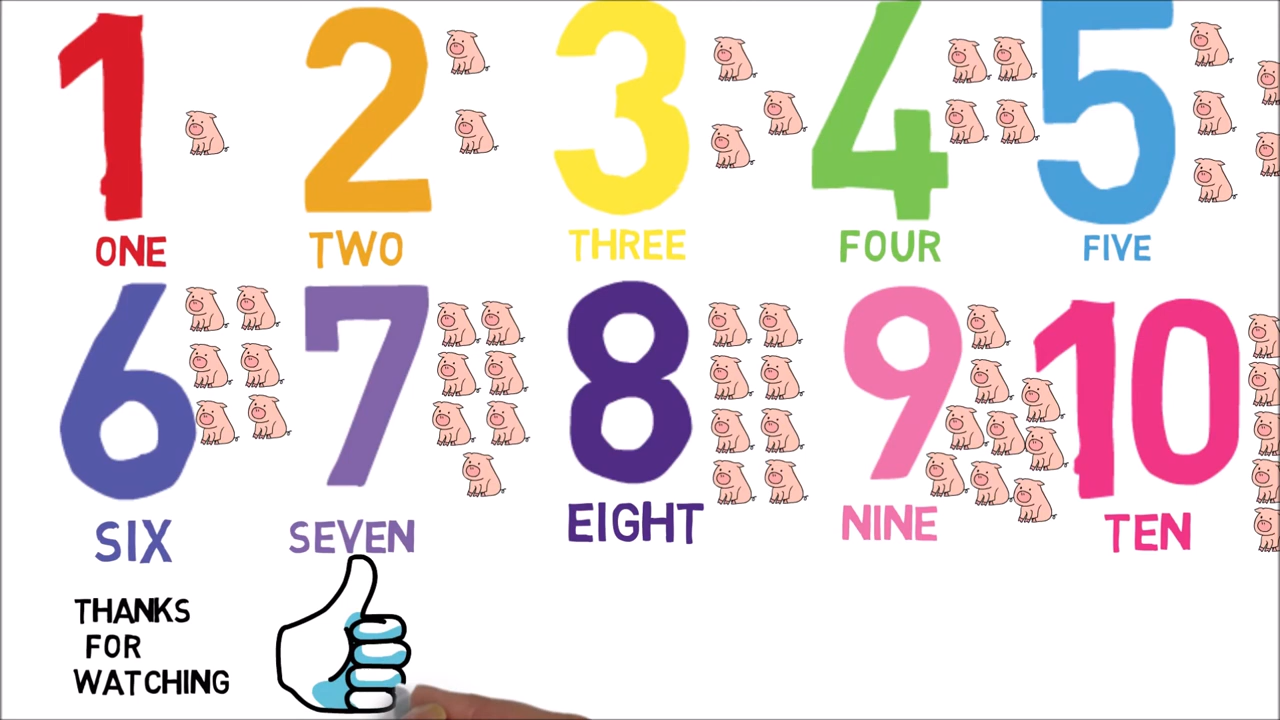 1 2 3 4 5
ONE TWO THREE FOUR FIVE
6 7 8 9 10
SIX SEVEN EIGHT NINE TEN
THANKS
FOR
WATCHING